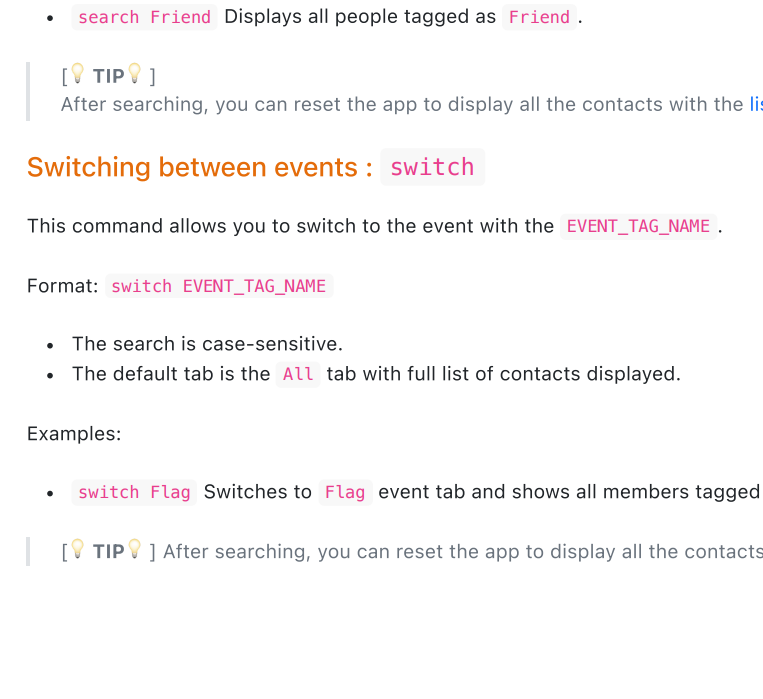 • search Friend Displays all people tagged as Friend.
[💡 TIP💡 ]
After searching, you can reset the app to display all the contacts with the
Switching between events : switch
This command allows you to switch to the event with the EVENT_TAG_NAME.
Format: switch EVENT_TAG_NAME
• The search is case-sensitive.
• The default tab is the All tab with full list of contacts displayed.
Examples:
• switch Flag Switches to Flag event tab and shows all members tagged
[💡 TIP💡 ] After searching, you can reset the app to display all the contacts